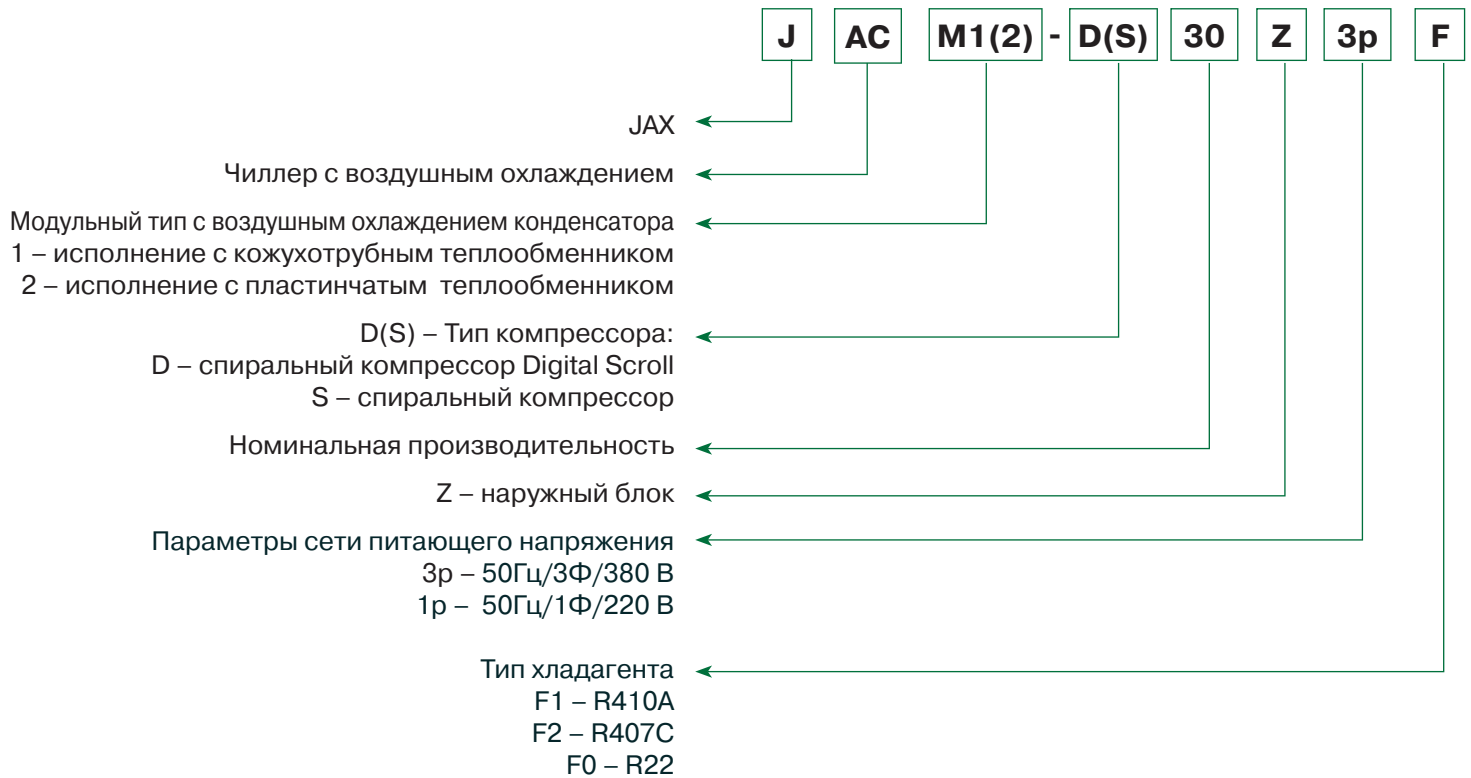 J AC M1(2) - D(S) 30 Z 3p F
JAX
Чиллер с воздушным охлаждением
Модульный тип с воздушным охлаждением конденсатора
1 – исполнение с кожухотрубным теплообменником
2 – исполнение с пластинчатым теплообменником
D(S) – Тип компрессора:
D – спиральный компрессор Digital Scroll
S – спиральный компрессор
Номинальная производительность
Z – наружный блок
Параметры сети питающего напряжения
3p – 50Гц/3Ф/380 В
1p – 50Гц/1Ф/220 В
Тип хладагента
F1 – R410A
F2 – R407C
F0 – R22